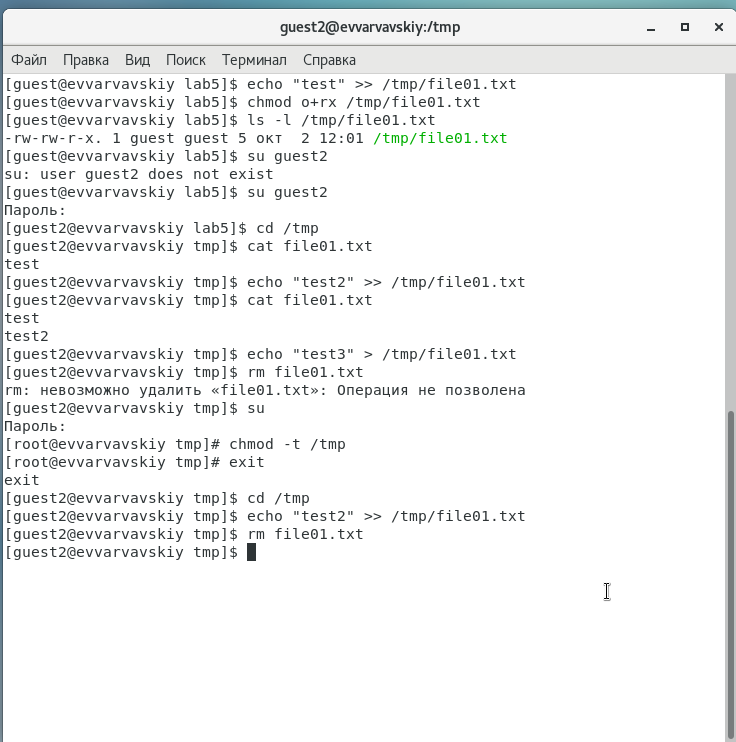 guest2@evvarvavskiy:/tmp
Файл Правка Вид Поиск Терминал Справка
[guest@evvarvavskiy lab5]$ echo "test" >> /tmp/file01.txt
[guest@evvarvavskiy lab5]$ chmod o+rx /tmp/file01.txt
[guest@evvarvavskiy lab5]$ ls -l /tmp/file01.txt
-rw-rw-r-x. 1 guest guest 5 окт  2 12:01 /tmp/file01.txt
[guest@evvarvavskiy lab5]$ su guest2
su: user guest2 does not exist
[guest@evvarvavskiy lab5]$ su guest2
Пароль:
[guest2@evvarvavskiy lab5]$ cd /tmp
[guest2@evvarvavskiy tmp]$ cat file01.txt
test
[guest2@evvarvavskiy tmp]$ echo "test2" >> /tmp/file01.txt
[guest2@evvarvavskiy tmp]$ cat file01.txt
test
test2
[guest2@evvarvavskiy tmp]$ echo "test3" > /tmp/file01.txt
[guest2@evvarvavskiy tmp]$ rm file01.txt
rm: невозможно удалить «file01.txt»: Операция не позволена
[guest2@evvarvavskiy tmp]$ su
Пароль:
[root@evvarvavskiy tmp]# chmod -t /tmp
[root@evvarvavskiy tmp]# exit
exit
[guest2@evvarvavskiy tmp]$ cd /tmp
[guest2@evvarvavskiy tmp]$ echo "test2" >> /tmp/file01.txt
[guest2@evvarvavskiy tmp]$ rm file01.txt
[guest2@evvarvavskiy tmp]$